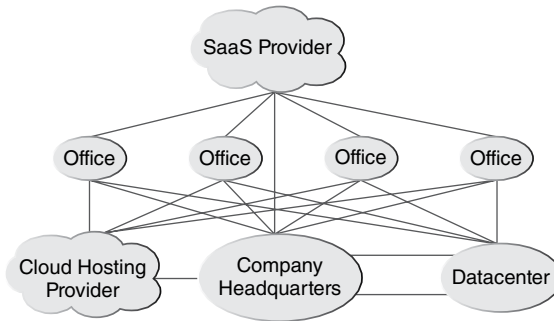 SaaS Provider
Office
Office
Office
Office
Cloud Hosting
Provider
Company
Headquarters
Datacenter